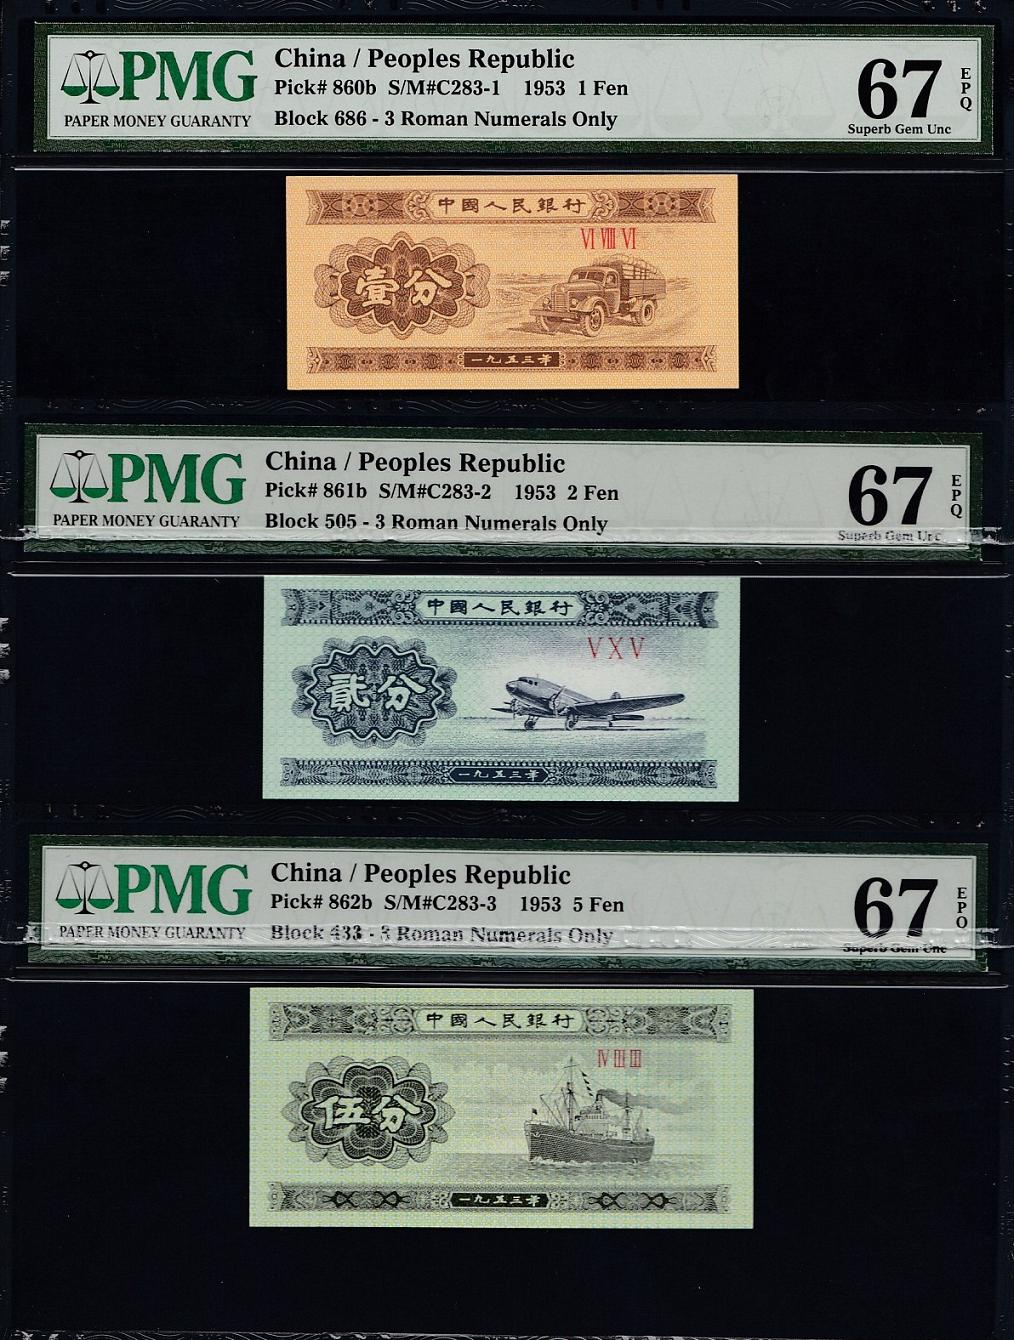 PMG
PAPER MONEY GUARANTY
China / Peoples Republic
Pick# 860b S/M#C283-1 1953 1 Fen
Block 686 - 3 Roman Numerals Only
67
EPQ
Superb Gem Unc
中國人民銀行
VI VIII VI
壹分
一九五三年
PMG
PAPER MONEY GUARANTY
China / Peoples Republic
Pick# 861b S/M#C283-2 1953 2 Fen
Block 505 - 3 Roman Numerals Only
67
EPQ
Superb Gem Unc
中國人民銀行
V X V
貳分
一九五三年
PMG
PAPER MONEY GUARANTY
China / Peoples Republic
Pick# 862b S/M#C283-3 1953 5 Fen
Block 433 - 3 Roman Numerals Only
67
EPQ
Superb Gem Unc
中國人民銀行
IV III III
伍分
一九五三年